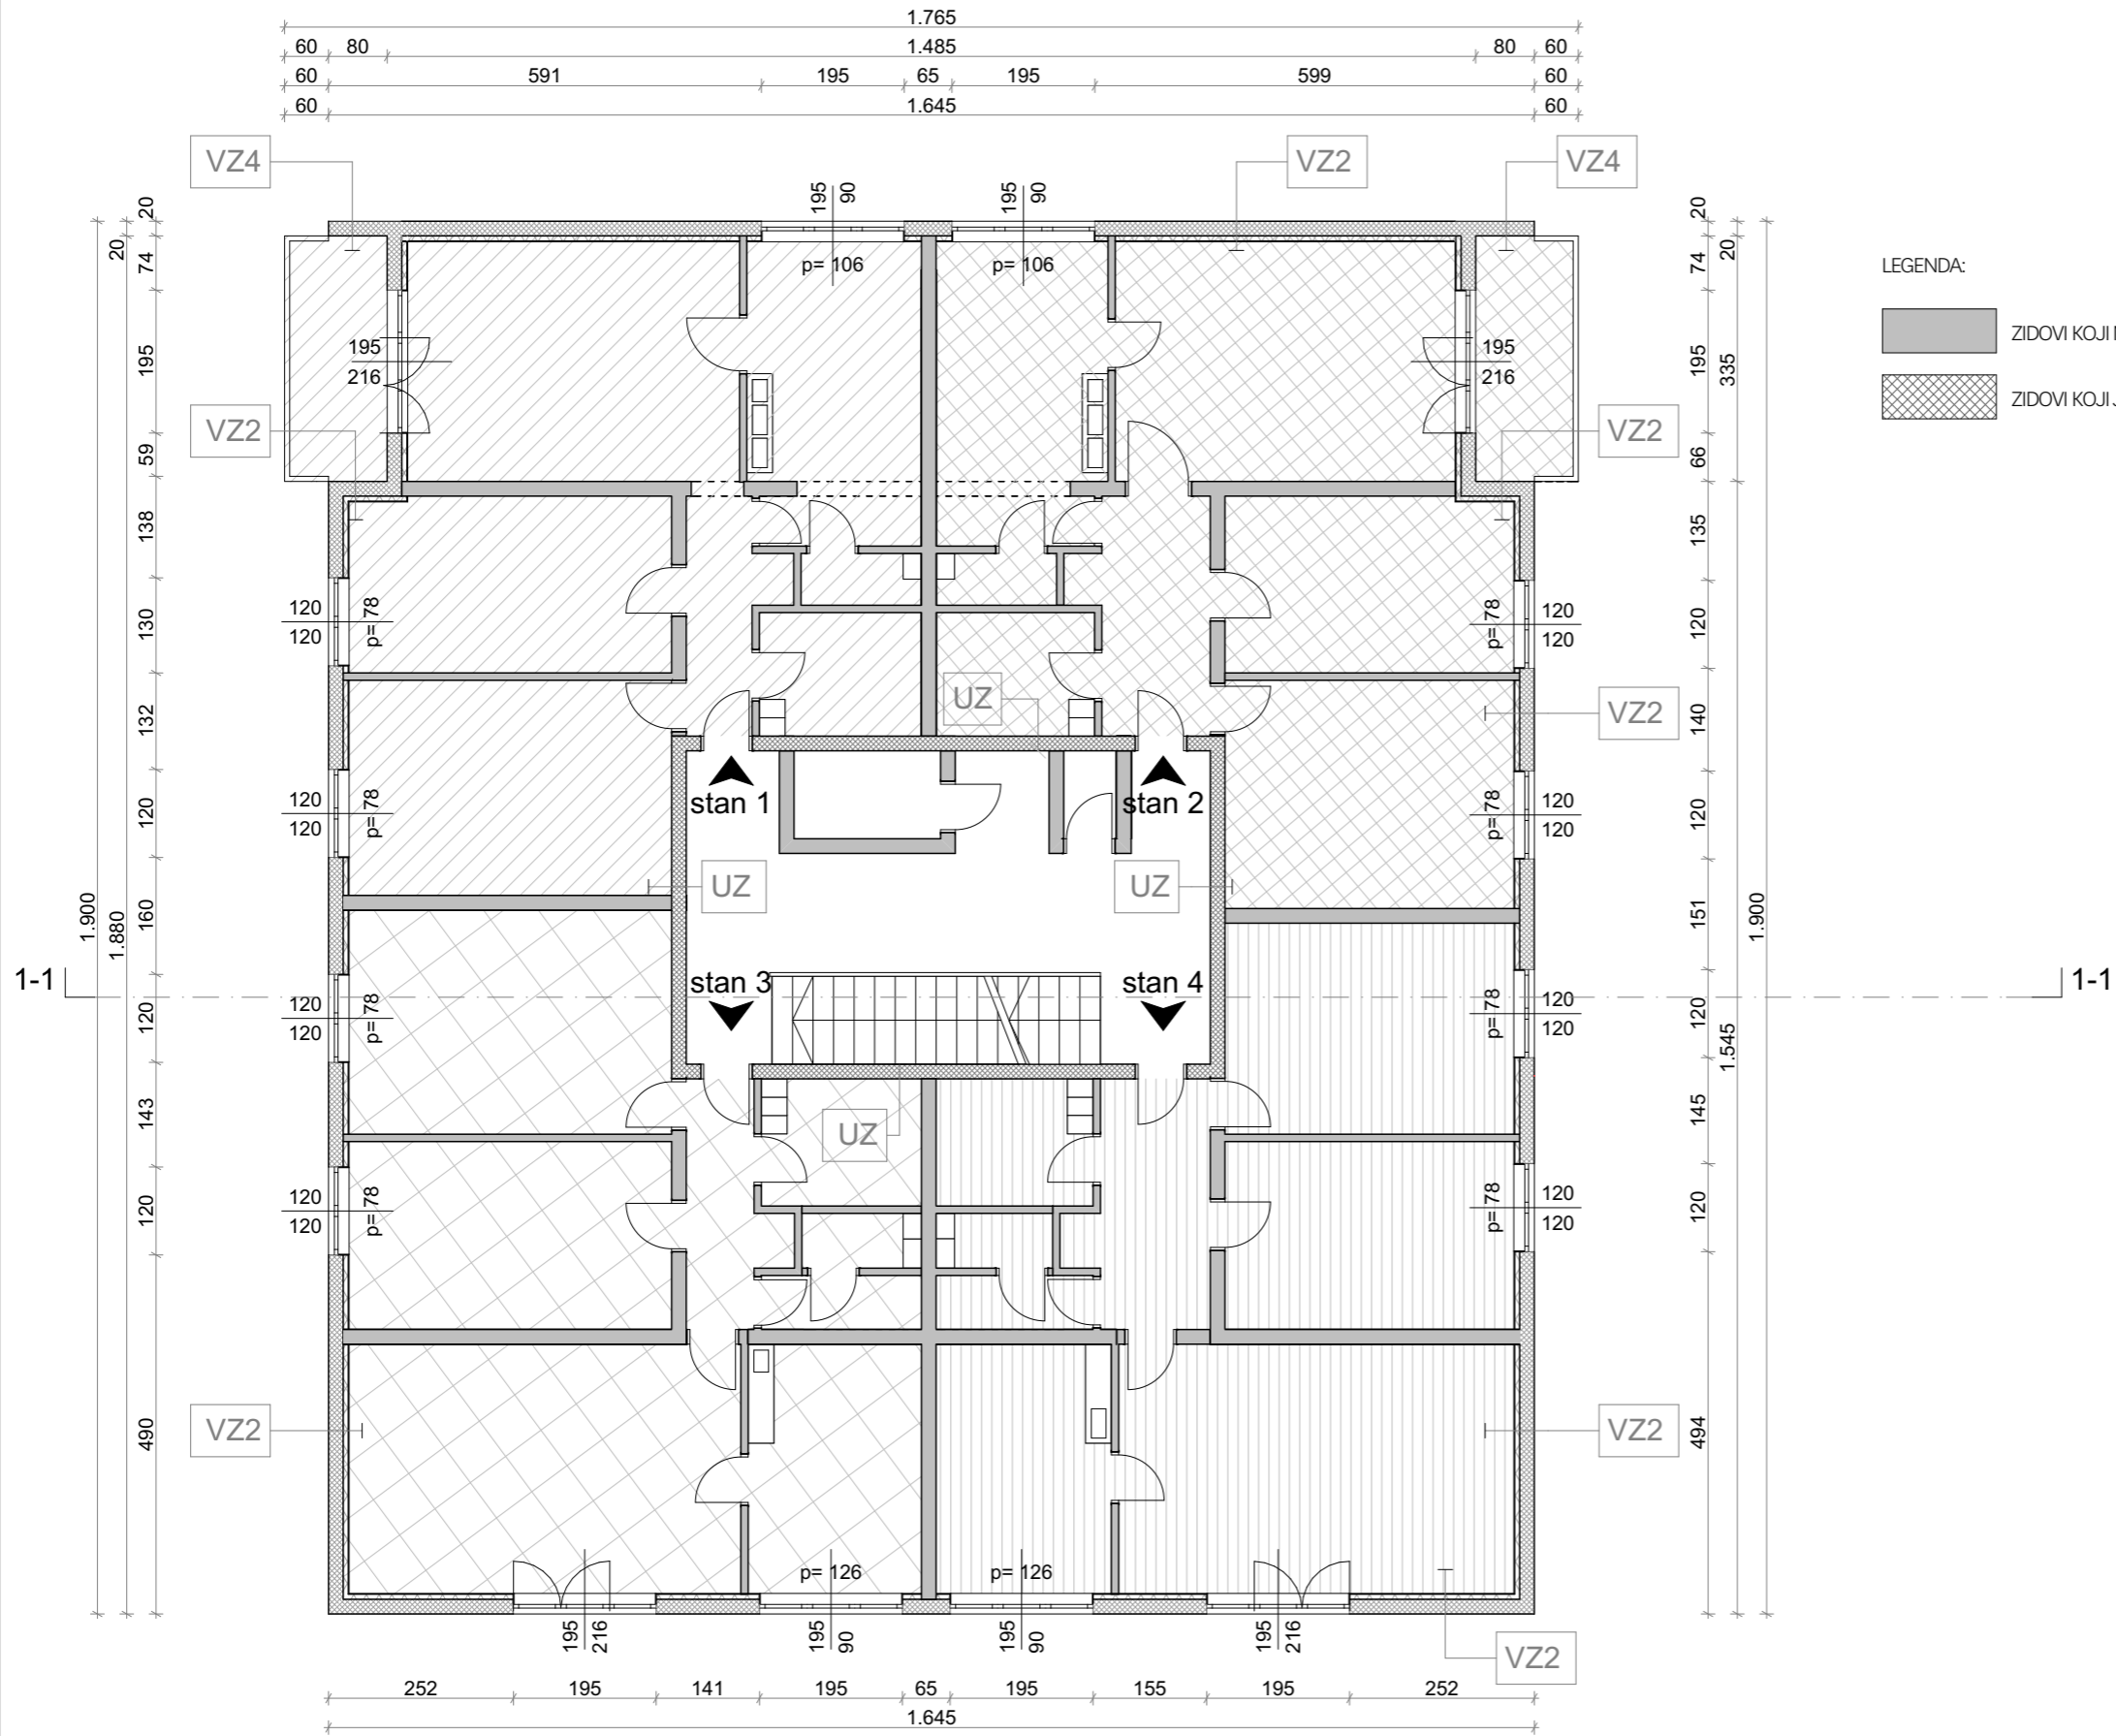 1.765
60 80 1.485 80 60
60 591 195 65 195 599 60
60 1.645 60
VZ4 VZ2 VZ4
195 90 195 90
p= 106 p= 106
20 20 74 195 59 138 130 132 120 160 120 143 120 490
1.880
1.900
20 74 195 66 135 120 140 120 151 120 145 120 494
20 335 1.545
1.900
LEGENDA:
ZIDOVI KOJI
ZIDOVI KOJI
195
216
195
216
VZ2 VZ2
120
120
p= 78
120
120
p= 78
UZ
VZ2
120
120
p= 78
120
120
p= 78
stan 1 stan 2
UZ UZ
1-1 1-1
stan 3 stan 4
120
120
p= 78
120
120
p= 78
UZ
120
120
p= 78
120
120
p= 78
VZ2 VZ2
p= 126 p= 126
195 216 195 90 195 90 195 216
VZ2
252 195 141 195 65 195 155 195 252
1.645